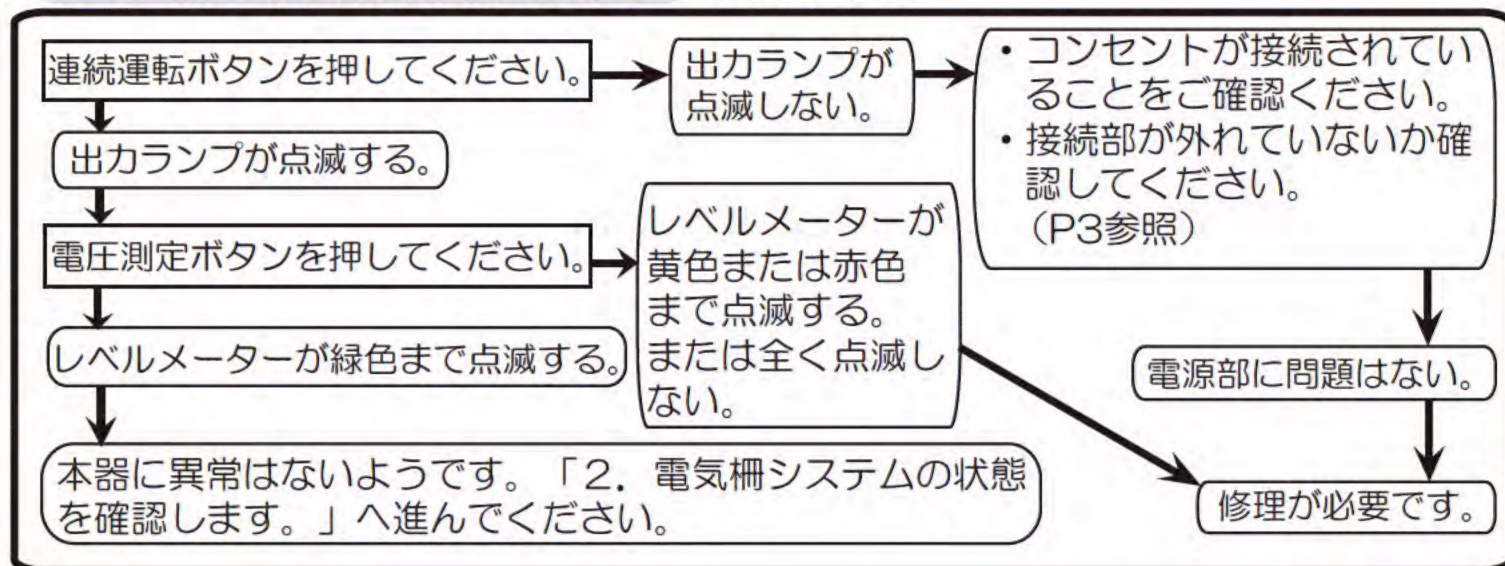 連続運転ボタンを押してください。
出力ランプが
点滅しない。
・コンセントが接続されてい
ることをご確認ください。
・接続部が外れていないか確
認してください。
（P3参照）
出力ランプが点滅する。
電圧測定ボタンを押してください。
レベルメーターが
黄色または赤色
まで点滅する。
または全く点滅し
ない。
レベルメーターが緑色まで点滅する。
電源部に問題はない。
本器に異常はないようです。「2．電気柵システムの状態
を確認します。」へ進んでください。
修理が必要です。